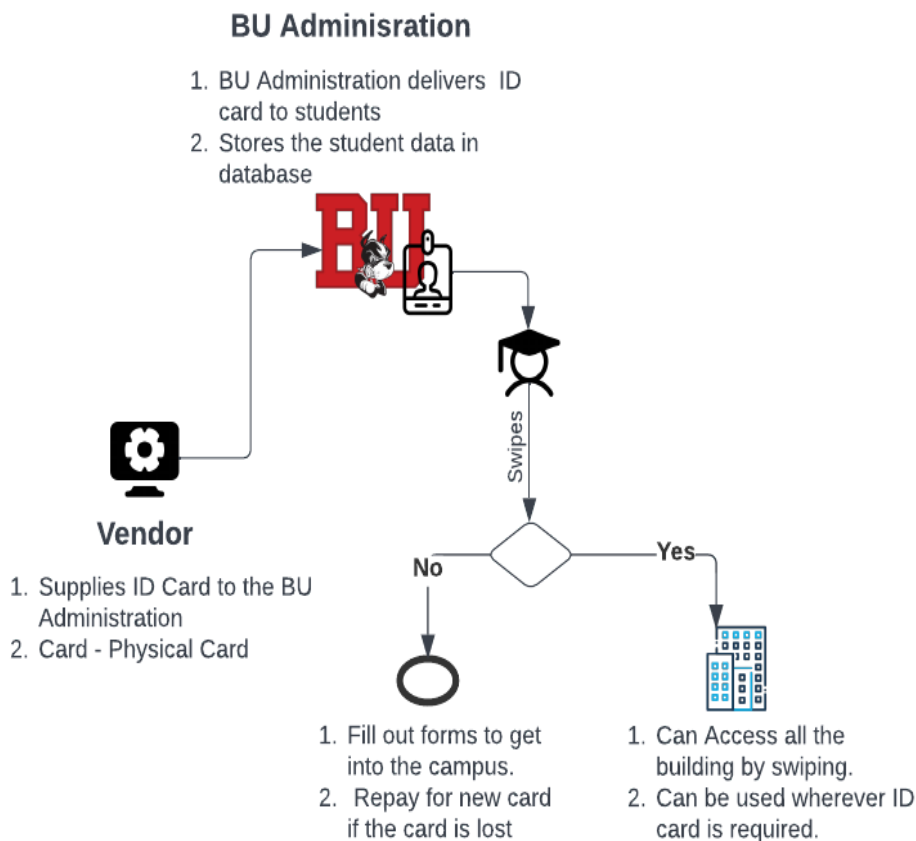 BU Adminisration
1. BU Administration delivers ID
card to students
2. Stores the student data in
database
BU
Swipes
Vendor
1. Supplies ID Card to the BU
Administration
2. Card - Physical Card
No
Yes
1. Fill out forms to get
into the campus.
2. Repay for new card
if the card is lost
1. Can Access all the
building by swiping.
2. Can be used wherever ID
card is required.